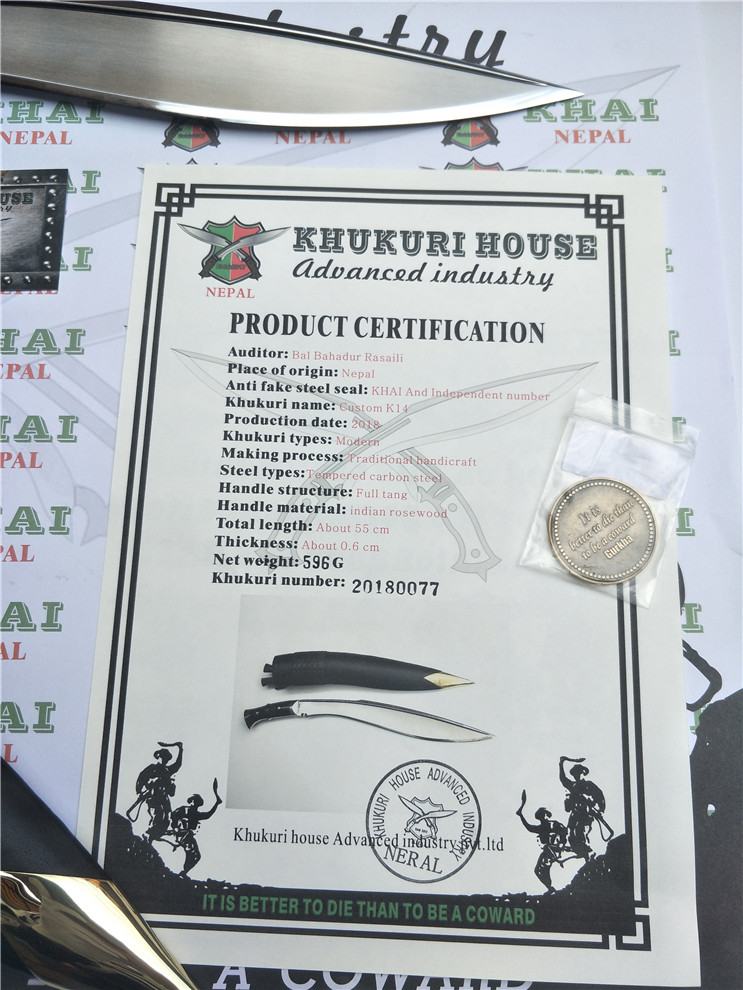 ustry
KHAI
NEPAL
NEPAL
KHAI
NEPAL
KHUKURI HOUSE
Advanced industry
NEPAL
PRODUCT CERTIFICATION
Auditor: Bal Bahadur Rasaili
Place of origin: Nepal
Anti fake steel seal: KHAI And Independent number
Khukuri name: Custom K14
Production date: 2018
Khukuri types: Modern
Making process: Traditional handicraft
Steel types: Tempered carbon steel
Handle structure: Full tang
Handle material: indian rosewood
Total length: About 55 cm
Thickness: About 0.6 cm
Net weight: 596G
Khukuri number: 20180077
It is
better to die than
to be a coward
Gurkha
KHUKURI HOUSE ADVANCED INDUSTRY
NERAL
Khukuri house Advanced industry pvt.ltd
IT IS BETTER TO DIE THAN TO BE A COWARD
A COWARD